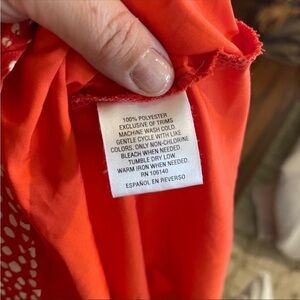 100% POLYESTER
EXCLUSIVE OF TRIMS
MACHINE WASH COLD.
GENTLE CYCLE WITH LIKE
COLORS. ONLY NON-CHLORINE
BLEACH WHEN NEEDED.
TUMBLE DRY LOW.
WARM IRON WHEN NEEDED.
RN 106140
ESPAÑOL EN REVERSO